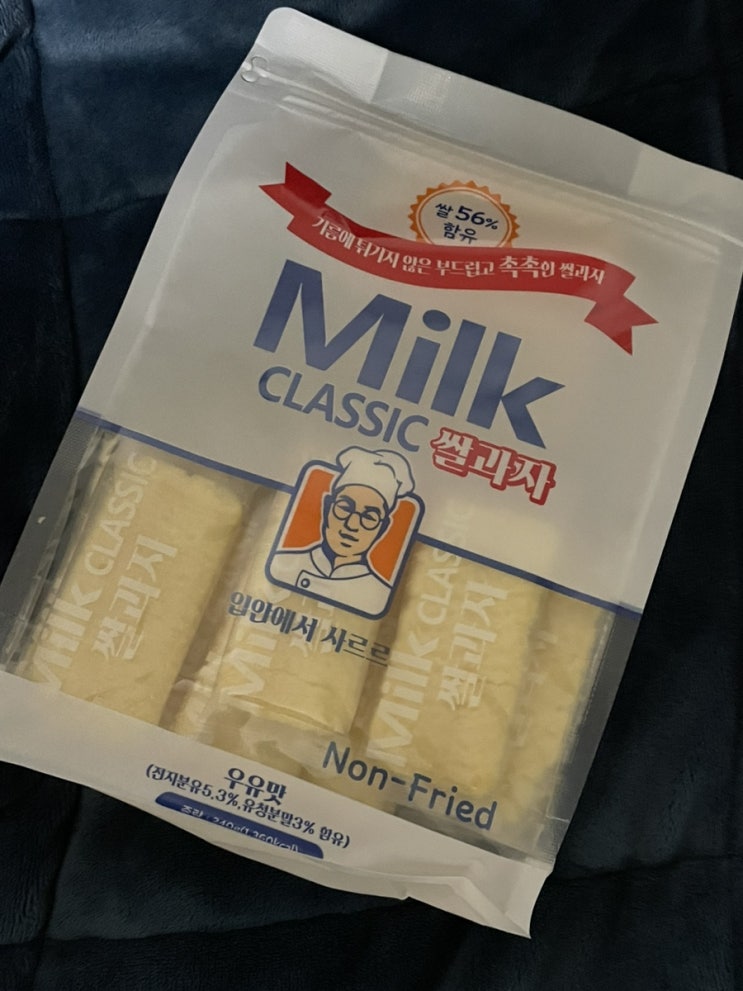 쌀 56%
함유
기름에 튀기지 않은 부드럽고 촉촉한 쌀과자
Milk
CLASSIC 쌀과자
입안에서 사르르
Milk CLASSIC
쌀과자
Milk
Milk CLASSIC
쌀과자
Non-Fried
우유맛
(전지분유5.3%,유청분말3% 함유)